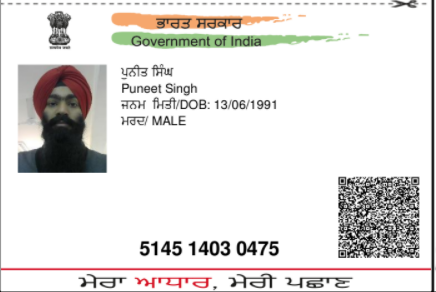 ਭਾਰਤ ਸਰਕਾਰ
Government of India
ਪੁਨੀਤ ਸਿੰਘ
Puneet Singh
ਜਨਮ ਮਿਤੀ/DOB: 13/06/1991
ਮਰਦ/ MALE
5145 1403 0475
ਮੇਰਾ ਆਧਾਰ, ਮੇਰੀ ਪਛਾਣ